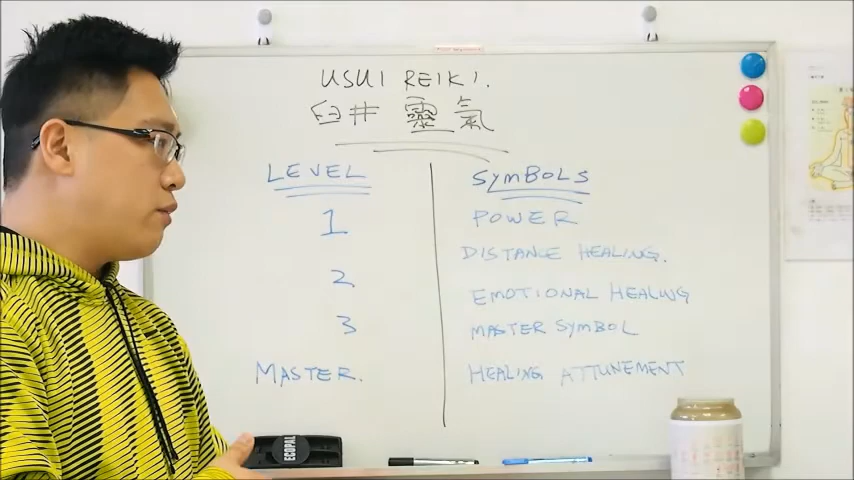 USUI REIKI.
臼井 靈氣
LEVEL
SYMBOLS
1
POWER
DISTANCE HEALING.
2
EMOTIONAL HEALING
3
MASTER SYMBOL
MASTER.
HEALING ATTUNEMENT
ECOPAL